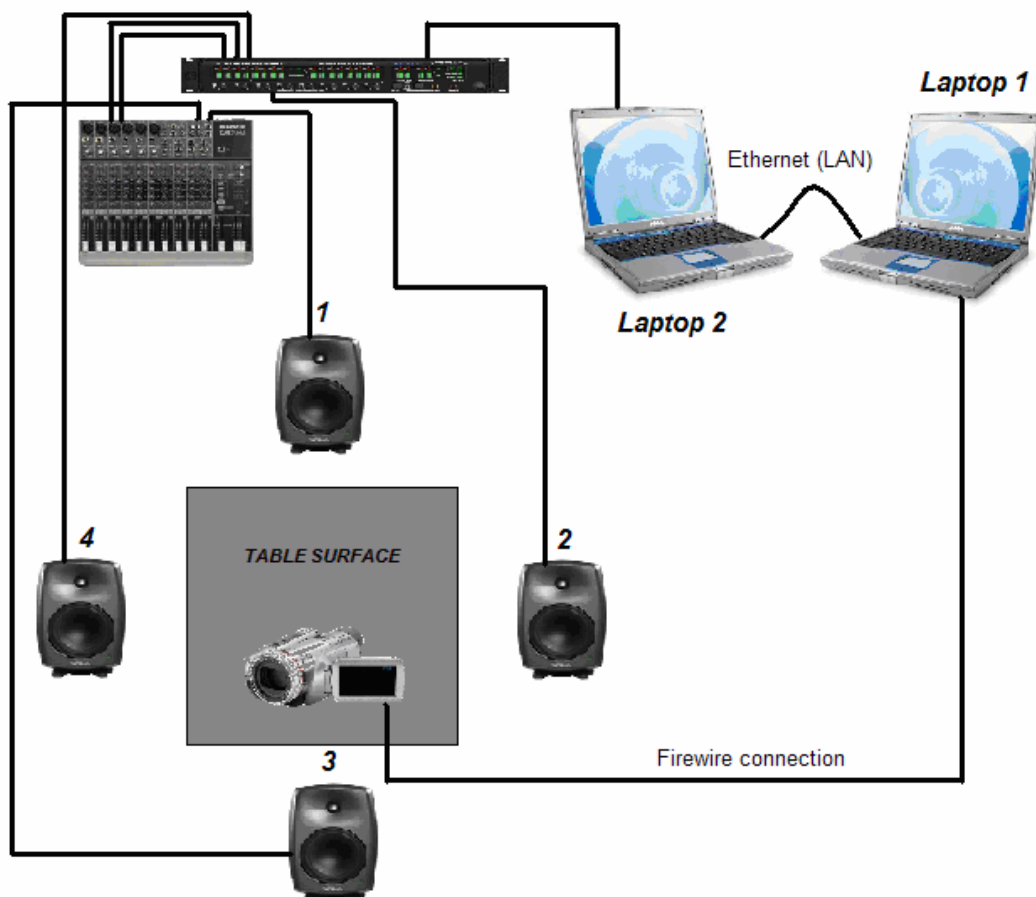 Laptop 1
Ethernet (LAN)
Laptop 2
1
4
TABLE SURFACE
2
3
Firewire connection